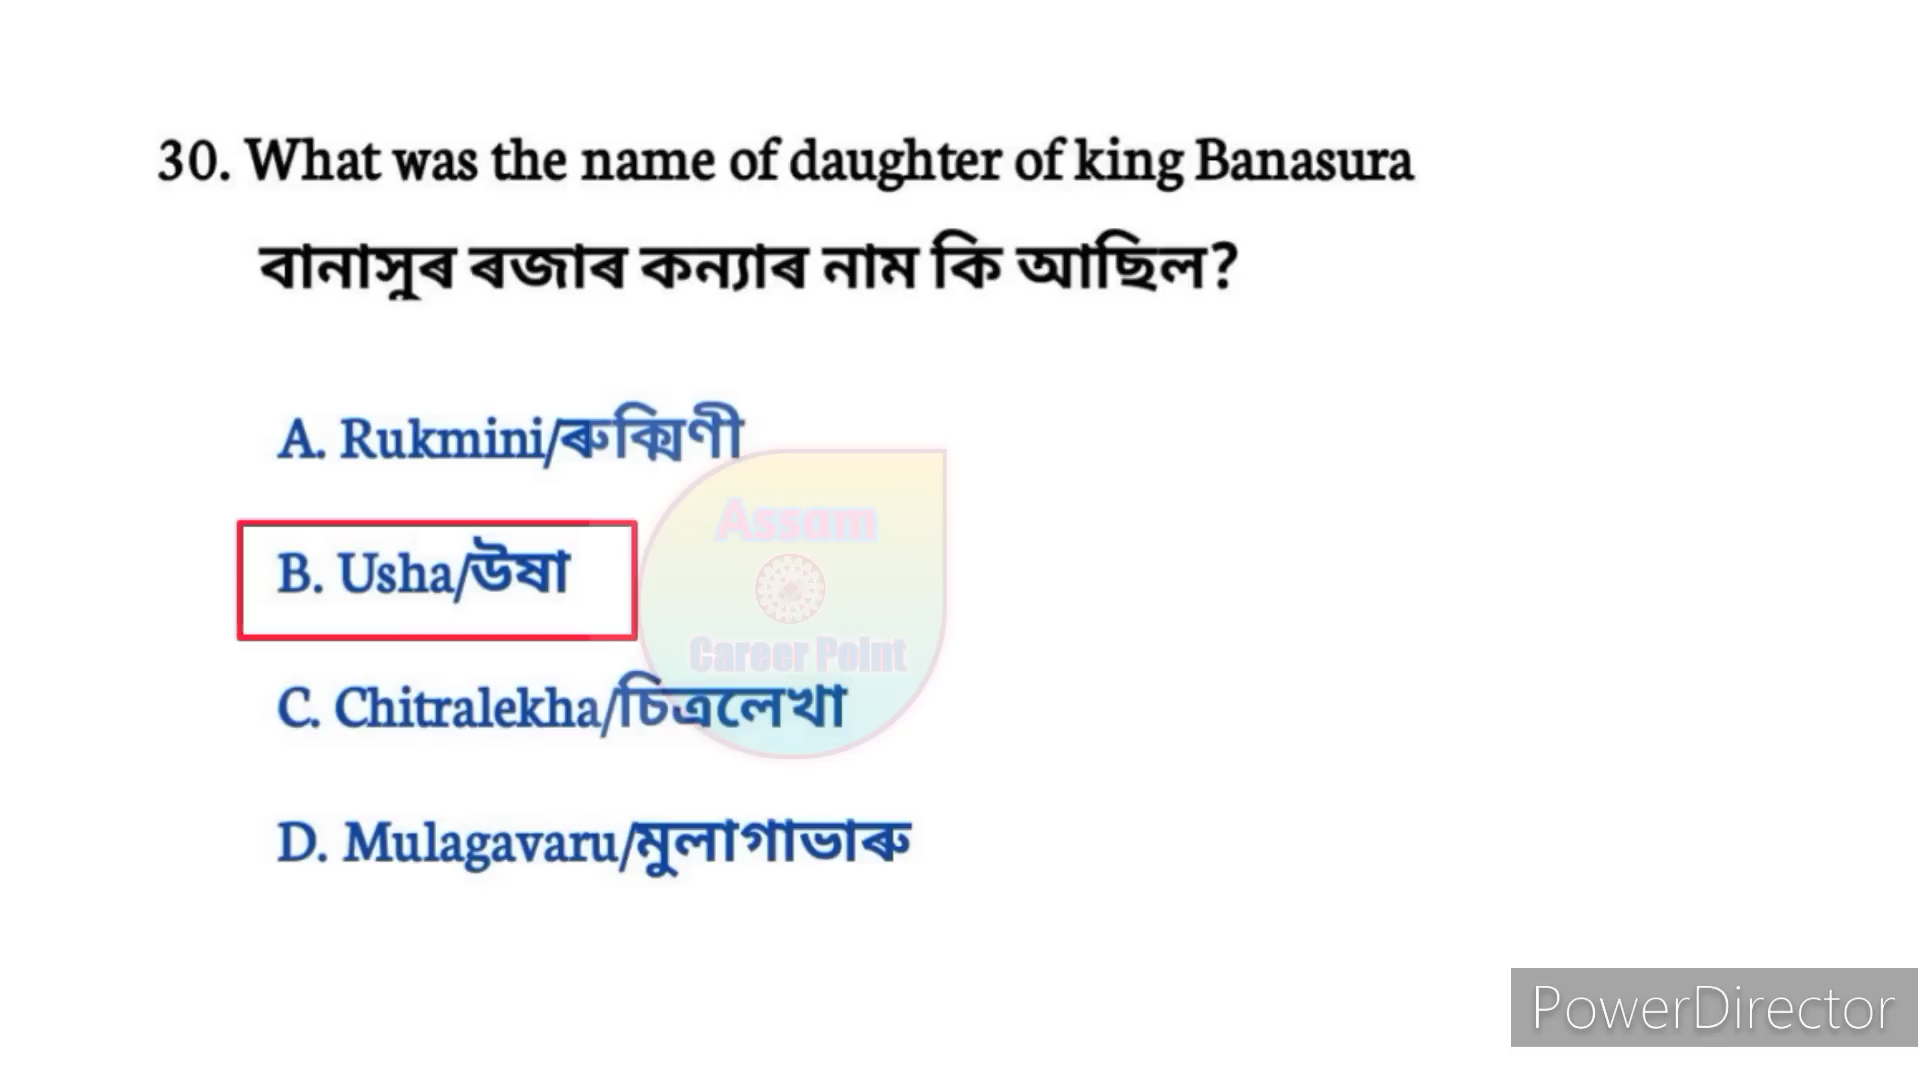 30. What was the name of daughter of king Banasura
বানাসুৰ ৰজাৰ কন্যাৰ নাম কি আছিল?
A. Rukmini/ৰুক্মিণী
Assam
B. Usha/উষা
Career Point
C. Chitralekha/চিত্ৰলেখা
D. Mulagavaru/মুলাগাভাৰু
PowerDirector